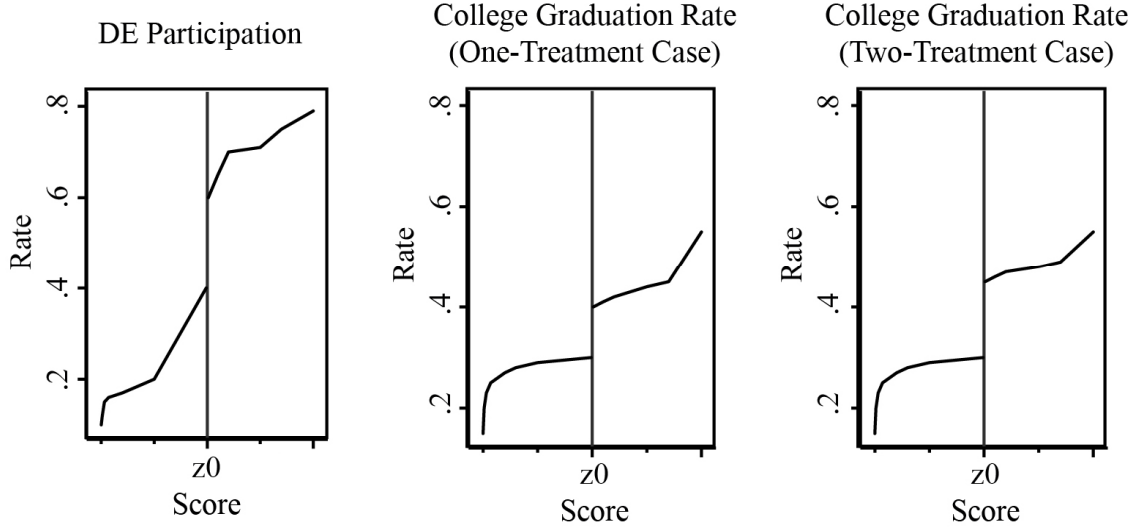 DE Participation
Rate
.8
.6
.4
.2
z0
Score
College Graduation Rate
(One-Treatment Case)
Rate
.8
.6
.4
.2
z0
Score
College Graduation Rate
(Two-Treatment Case)
Rate
.8
.6
.4
.2
z0
Score